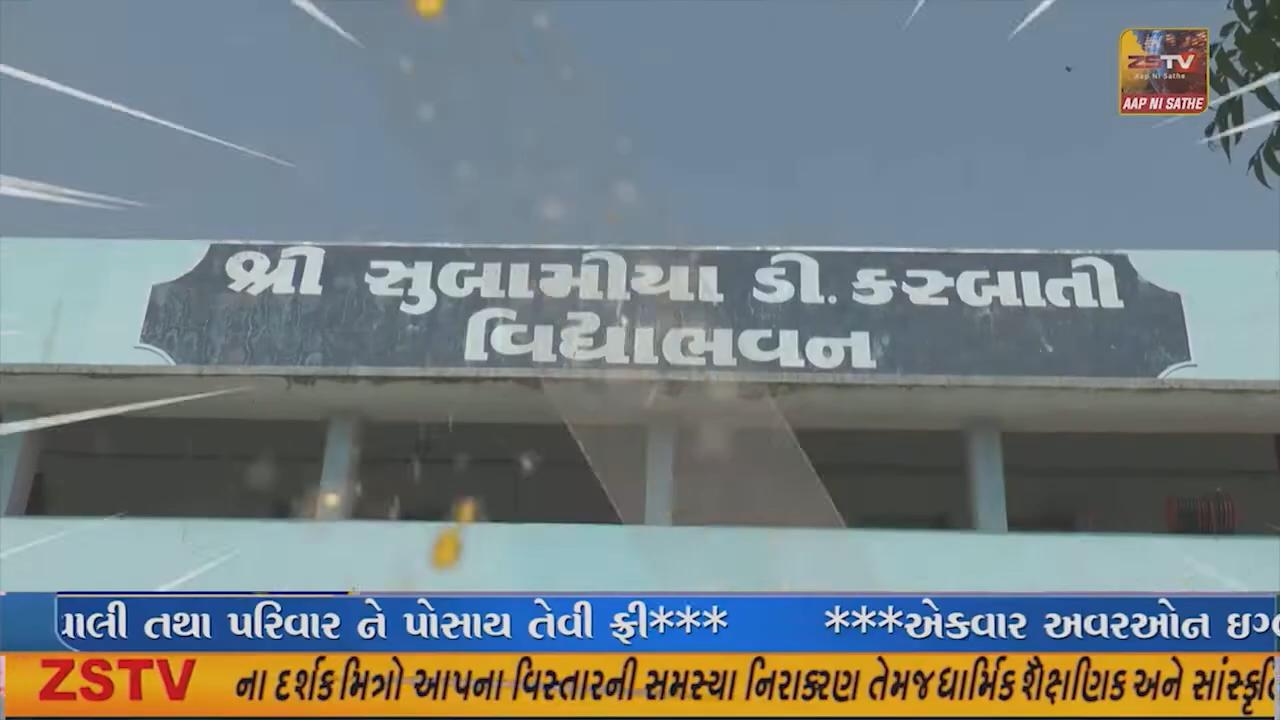 ZSTV
Aap Ni Sathe
AAP NI SATHE
શ્રી સુબામીયા ડી. કરબાતી
વિદ્યાભવન
તથા પરિવાર ને પોસાય તેવી ફ્રી*** ***એકવાર અવરઓન
ZSTV ના દર્શક મિત્રો આપના વિસ્તારની સમસ્યા નિરાકરણ તેમજ ધાર્મિક શૈક્ષણિક અને